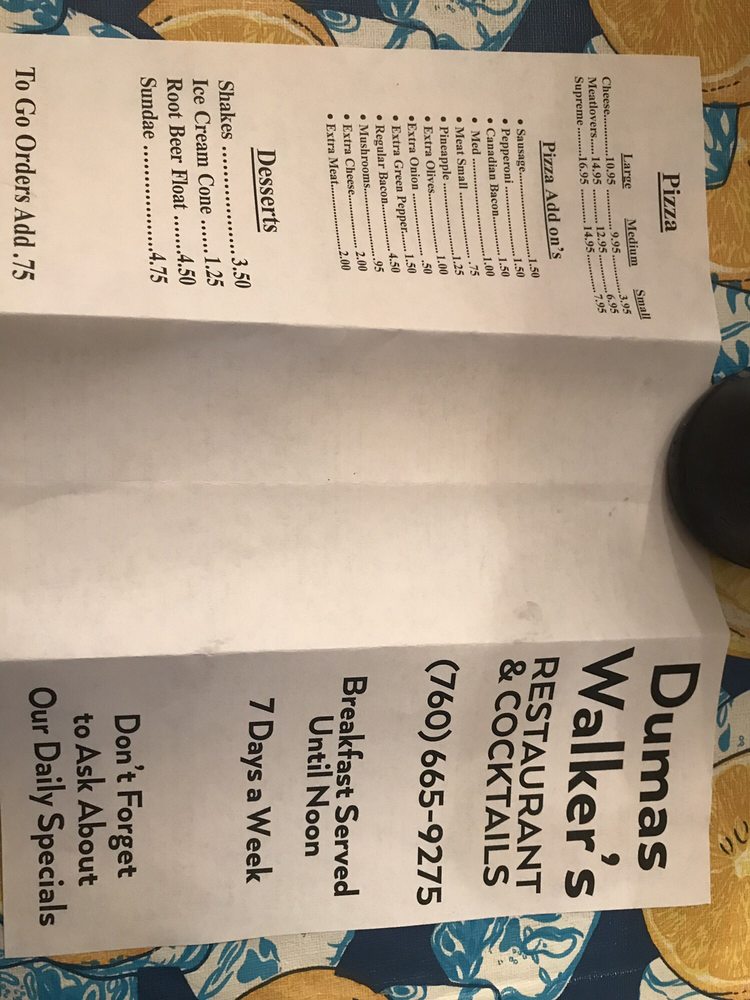 Pizza
Large Medium Small
Cheese...........10.95 ........... 9.95 ...........3.95
Meatlovers.... 14.95 ........... 12.95 ......... 6.95
Supreme .........16.95 ........... 14.95 ......... 7.95
Pizza Add on's
• Sausage........................1.50
• Pepperoni ....................1.50
• Canadian Bacon...........1.50
• Med .............................1.00
• Meat Small .................. .75
• Pineapple ....................1.25
• Extra Olives.................1.00
• Extra Onion ................. .50
• Extra Green Pepper......1.50
• Regular Bacon..............4.50
• Mushrooms.................. .95
• Extra Cheese................2.00
• Extra Meat...................2.00
Desserts
Shakes ...................3.50
Ice Cream Cone ......1.25
Root Beer Float .......4.50
Sundae ...................4.75
To Go Orders Add .75
Dumas
Walker's
RESTAURANT
& COCKTAILS
(760) 665-9275
Breakfast Served
Until Noon
7 Days a Week
Don't Forget
to Ask About
Our Daily Specials